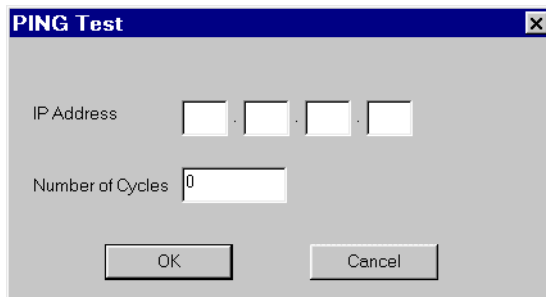 PING Test
IP Address . . .
Number of Cycles 0
OK Cancel